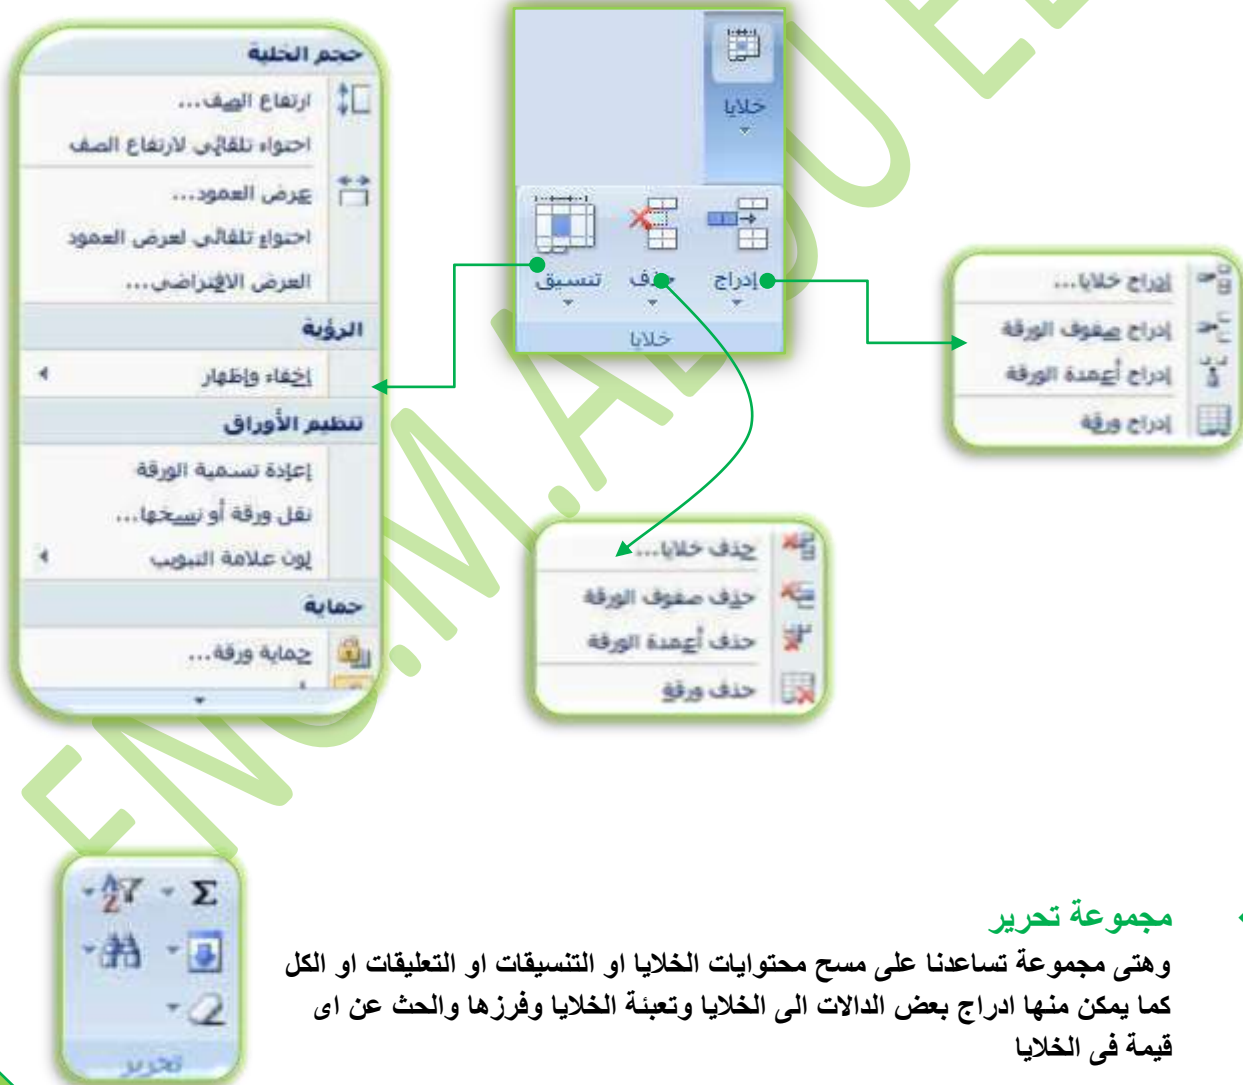 خلايا
إدراج
حذف
تنسيق
خلايا
حجم الخلية
ارتفاع الصف...
احتواء تلقائي لارتفاع الصف
عرض العمود...
احتواء تلقائي لعرض العمود
العرض الافتراضي...
الرؤية
إخفاء وإظهار
تنظيم الأوراق
إعادة تسمية الورقة
نقل ورقة أو نسخها...
لون علامة التبويب
حماية
حماية ورقة...
إدراج خلايا...
إدراج صفوف الورقة
إدراج أعمدة الورقة
إدراج ورقة
حذف خلايا...
حذف صفوف الورقة
حذف أعمدة الورقة
حذف ورقة
ENG.M.ABDU EL
مجموعة تحرير
وهتى مجموعة تساعدنا على مسح محتوايات الخلايا او التنسيقات او التعليقات او الكل
كما يمكن منها ادراج بعض الدالات الى الخلايا وتعبئة الخلايا وفرزها والحث عن اى
قيمة فى الخلايا
Σ
A
Z
تحرير